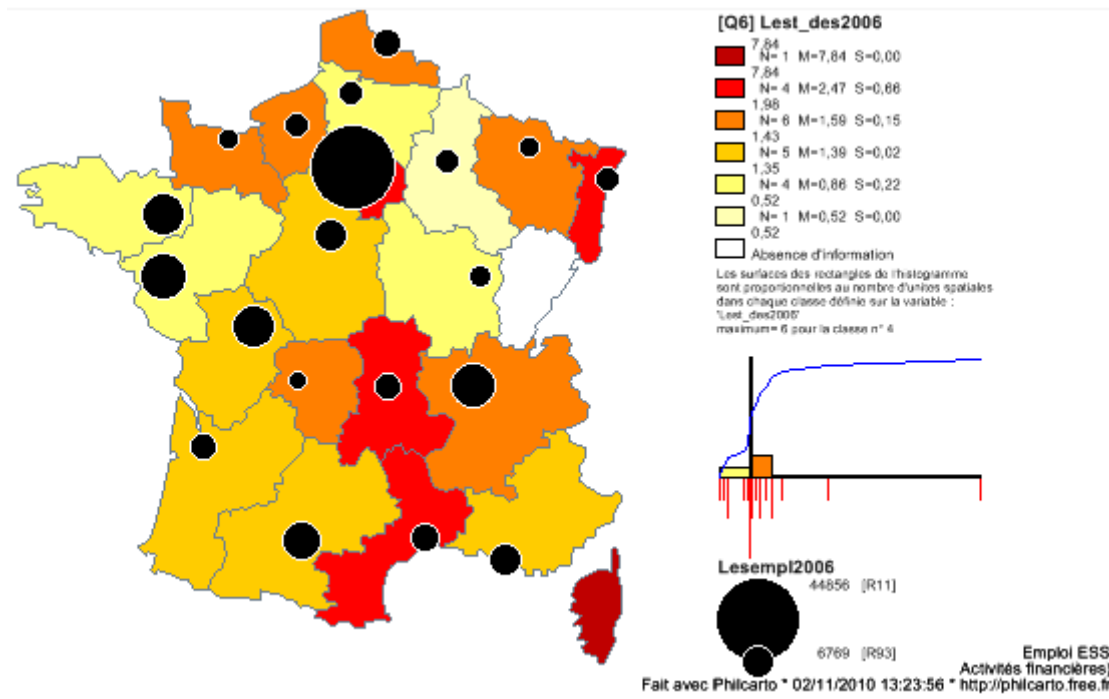 [Q6] Lest_des2006
7,84
N= 1 M=7,84 S=0,00
7,84
N= 4 M=2,47 S=0,66
1,98
N= 6 M=1,59 S=0,15
1,43
N= 5 M=1,39 S=0,02
1,35
N= 4 M=0,86 S=0,22
0,52
N= 1 M=0,52 S=0,00
0,52
Absence d'information
Les surfaces des rectangles de l'histogramme
sont proportionnelles au nombre d'unites spatiales
dans chaque classe définie sur la variable :
'Lest_des2006'
maximum= 6 pour la classe n° 4
Lesempl2006
44856 [R11]
6769 [R93]
Emploi ESS
Activités financières)
Fait avec Philcarto * 02/11/2010 13:23:56 * http://philcarto.free.fr